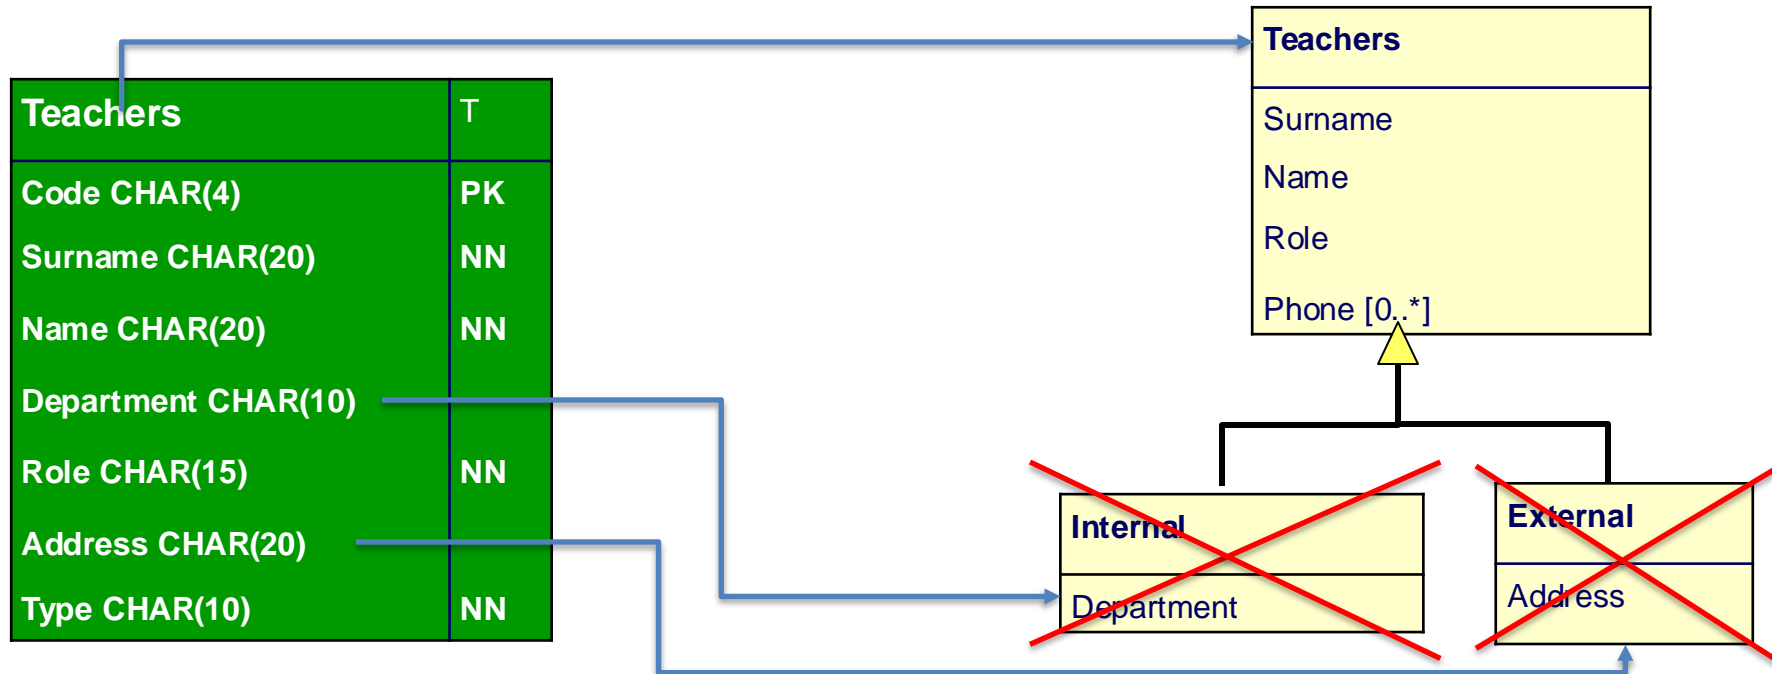 Teachers T
Code CHAR(4) PK
Surname CHAR(20) NN
Name CHAR(20) NN
Department CHAR(10)
Role CHAR(15) NN
Address CHAR(20)
Type CHAR(10) NN
Teachers
Surname
Name
Role
Phone [0..*]
Internal
Department
External
Address